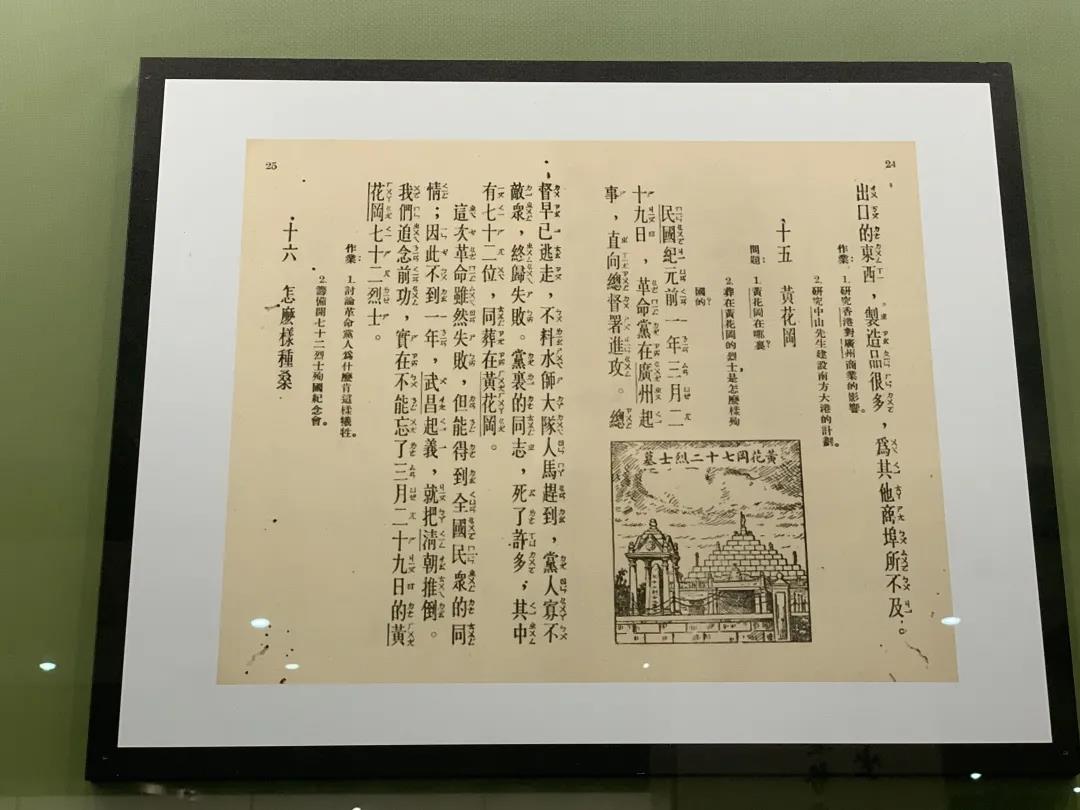 24
出口的東西，製造品很多，爲其他商埠所不及。
作業：1. 研究香港對廣州商業的影響。
2. 研究中山先生建設南方大港的計劃。
十五　黃花岡
問題：1. 黃花岡在哪裏？
2. 葬在黃花岡的烈士，是怎麼樣殉
國的？
民國紀元前一年三月二
十九日，革命黨在廣州起
事，直向總督署進攻。總
黃花岡七十二烈士墓
25
督早已逃走，不料水師大隊人馬趕到，黨人寡不
敵衆，終歸失敗。黨裏的同志，死了許多；其中
有七十二位，同葬在黃花岡。
這次革命雖然失敗，但能得到全國民衆的同
情；因此不到一年，武昌起義，就把清朝推倒。
我們追念前功，實在不能忘了三月二十九日的黃
花岡七十二烈士。
作業：1. 討論革命黨人爲什麼肯這樣犧牲。
2. 籌備開七十二烈士殉國紀念會。
十六　怎麼樣種桑